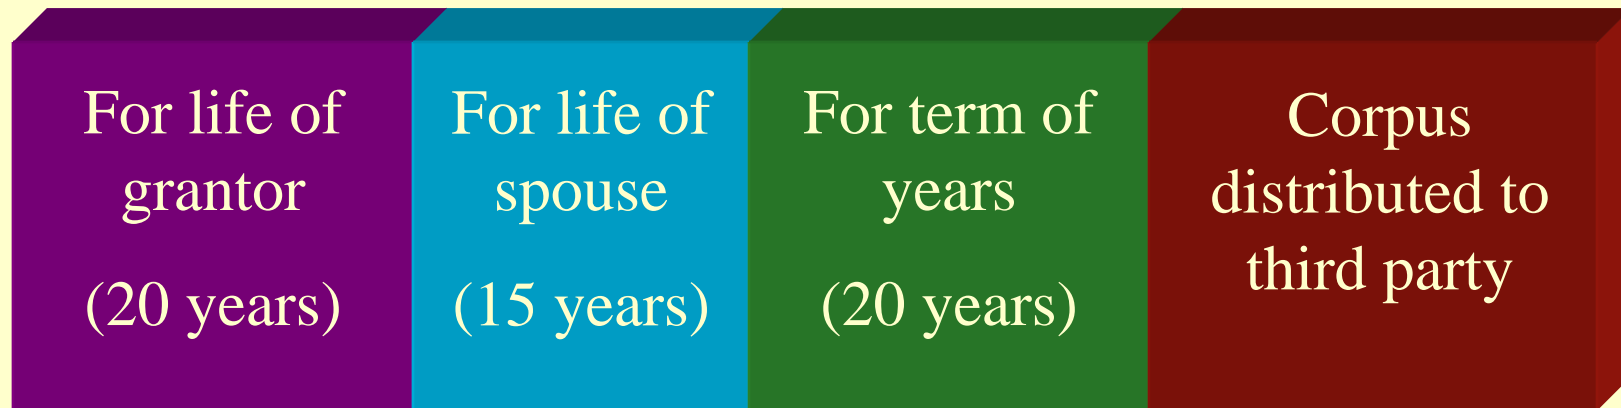 For life of
grantor
(20 years)
For life of
spouse
(15 years)
For term of
years
(20 years)
Corpus
distributed to
third party